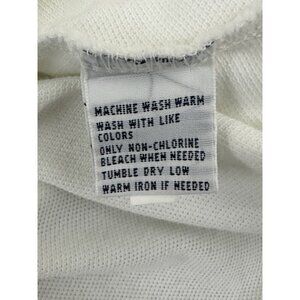 MACHINE WASH WARM
WASH WITH LIKE
COLORS
ONLY NON-CHLORINE
BLEACH WHEN NEEDED
TUMBLE DRY LOW
WARM IRON IF NEEDED